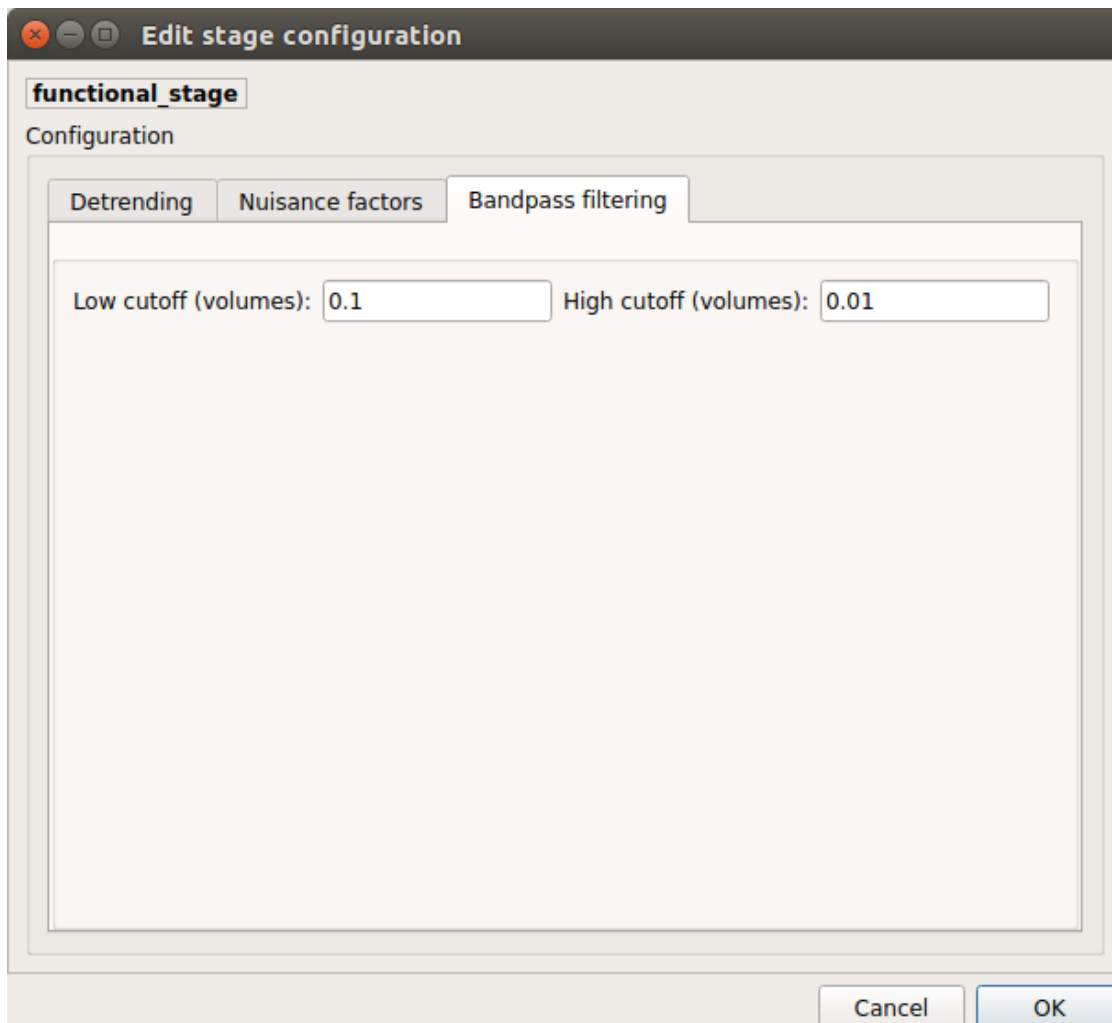 Edit stage configuration
functional_stage
Configuration
Detrending Nuisance factors Bandpass filtering
Low cutoff (volumes): 0.1 High cutoff (volumes): 0.01
Cancel OK